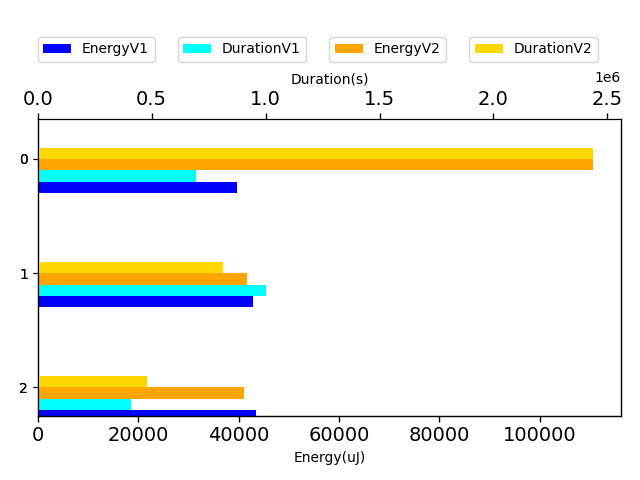 EnergyV1 DurationV1 EnergyV2 DurationV2
Duration(s)
1e6
0.0 0.5 1.0 1.5 2.0 2.5
0
1
2
0 20000 40000 60000 80000 100000
Energy(uJ)